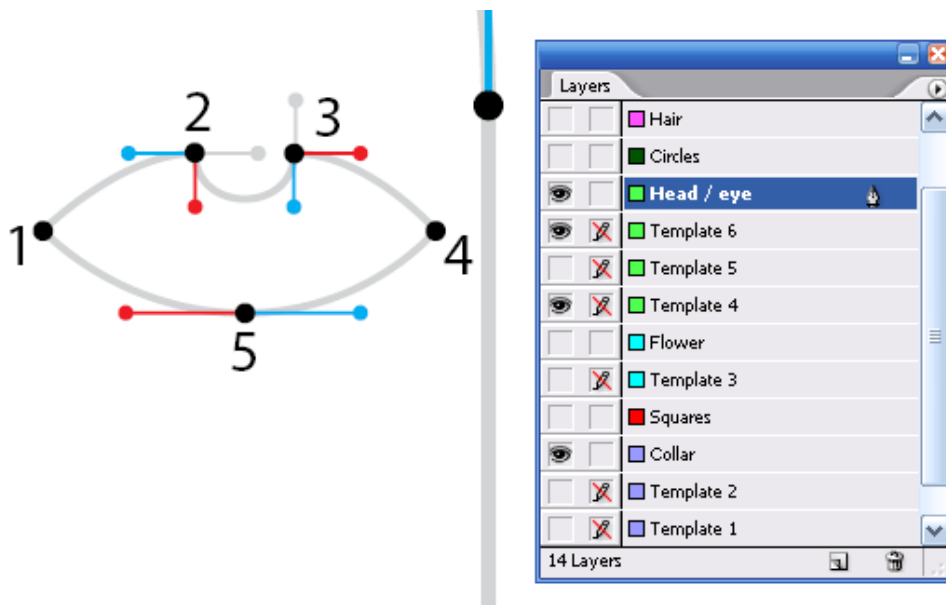 2
3
1
4
5
Layers
Hair
Circles
Head / eye
Template 6
Template 5
Template 4
Flower
Template 3
Squares
Collar
Template 2
Template 1
14 Layers